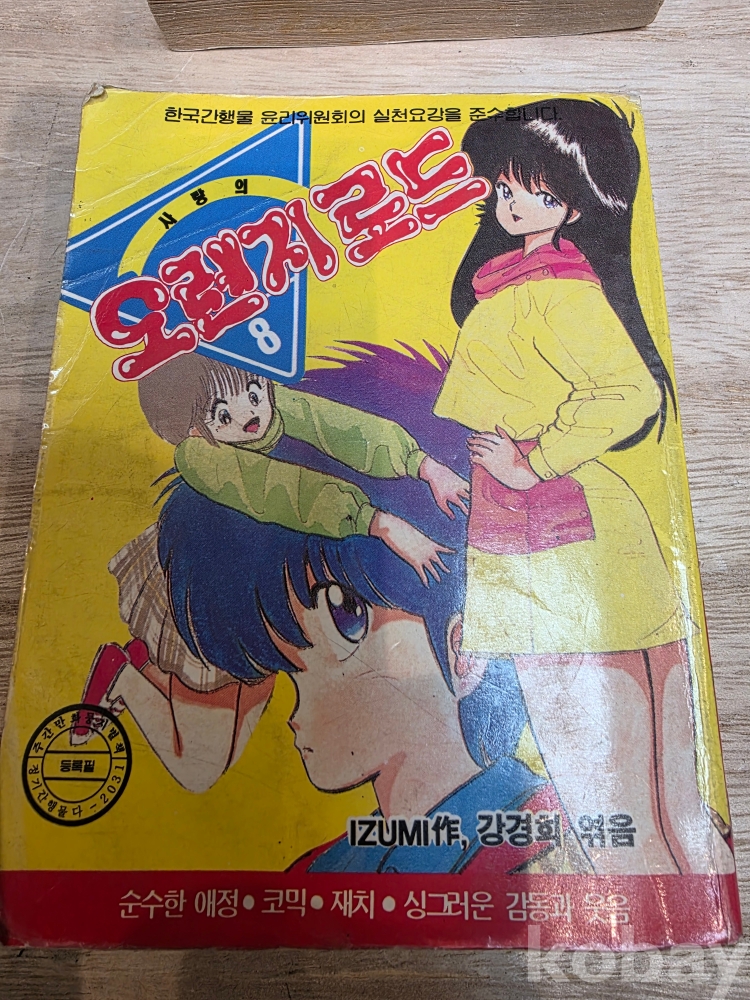 한국간행물 윤리위원회의 실천요강을 준수합니다.
사랑의
오렌지 로드
8
등록필
IZUMI作, 강경희 엮음
순수한 애정• 코믹• 재치• 싱그러운 감동과 웃음
kobay